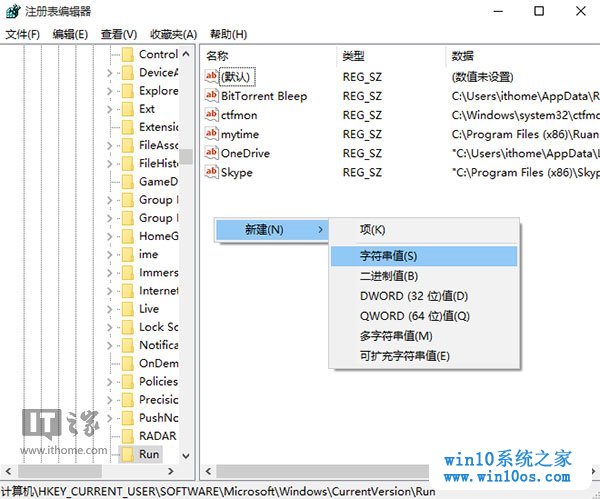 注册表编辑器
文件(F) 编辑(E) 查看(V) 收藏夹(A) 帮助(H)
Control
DeviceA
Explore
Ext
Extensio
FileAsso
FileHist
GameD
Group
Group
HomeG
ime
Immers
Internet
Live
Lock Sc
Notifica
OnDem
Policies
Precisio
PushNo
RADAR
Run
名称 类型 数据
(默认) REG_SZ (数值未设置)
BitTorrent Bleep REG_SZ C:\Users\ithome\AppData\R
ctfmon REG_SZ C:\Windows\system32\ctfm
mytime REG_SZ C:\Program Files (x86)\Ruan
OneDrive REG_SZ "C:\Users\ithome\AppData\L
Skype REG_SZ "C:\Program Files (x86)\Skyp
新建(N)
项(K)
字符串值(S)
二进制值(B)
DWORD (32 位)值(D)
QWORD (64 位)值(Q)
多字符串值(M)
可扩充字符串值(E)
IT之家
www.ithome.com
计算机\HKEY_CURRENT_USER\SOFTWARE\Microsoft\Windows\CurrentVersion\Run
win10系统之家
www.win10os.com